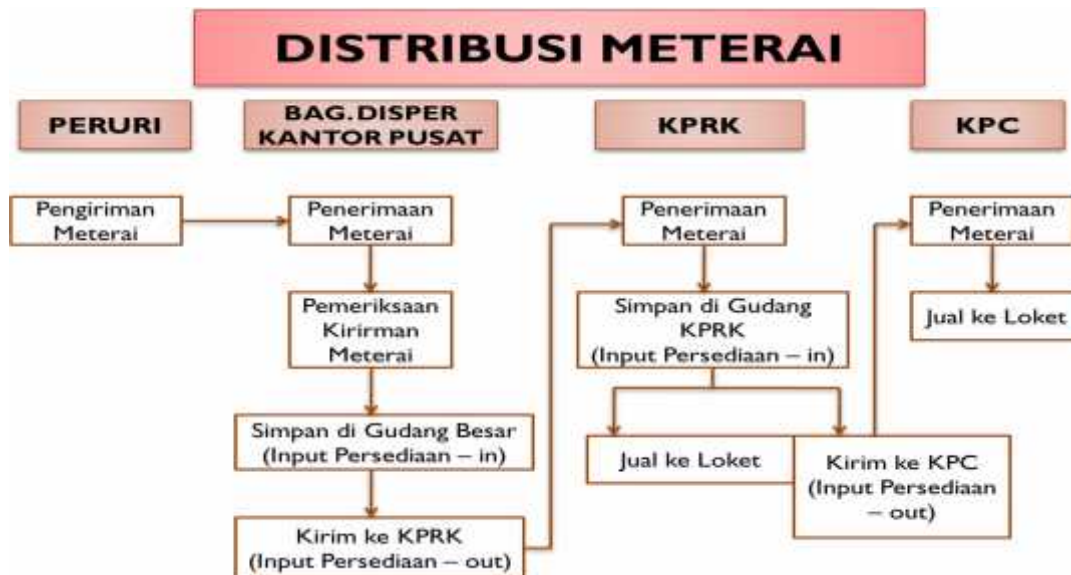 DISTRIBUSI METERAI
PERURI
BAG. DISPER
KANTOR PUSAT
KPRK
KPC
Pengiriman
Meterai
Penerimaan
Meterai
Pemeriksaan
Kirirman
Meterai
Simpan di Gudang Besar
(Input Persediaan – in)
Kirim ke KPRK
(Input Persediaan – out)
Penerimaan
Meterai
Simpan di Gudang
KPRK
(Input Persediaan – in)
Jual ke Loket
Kirim ke KPC
(Input Persediaan
– out)
Penerimaan
Meterai
Jual ke Loket